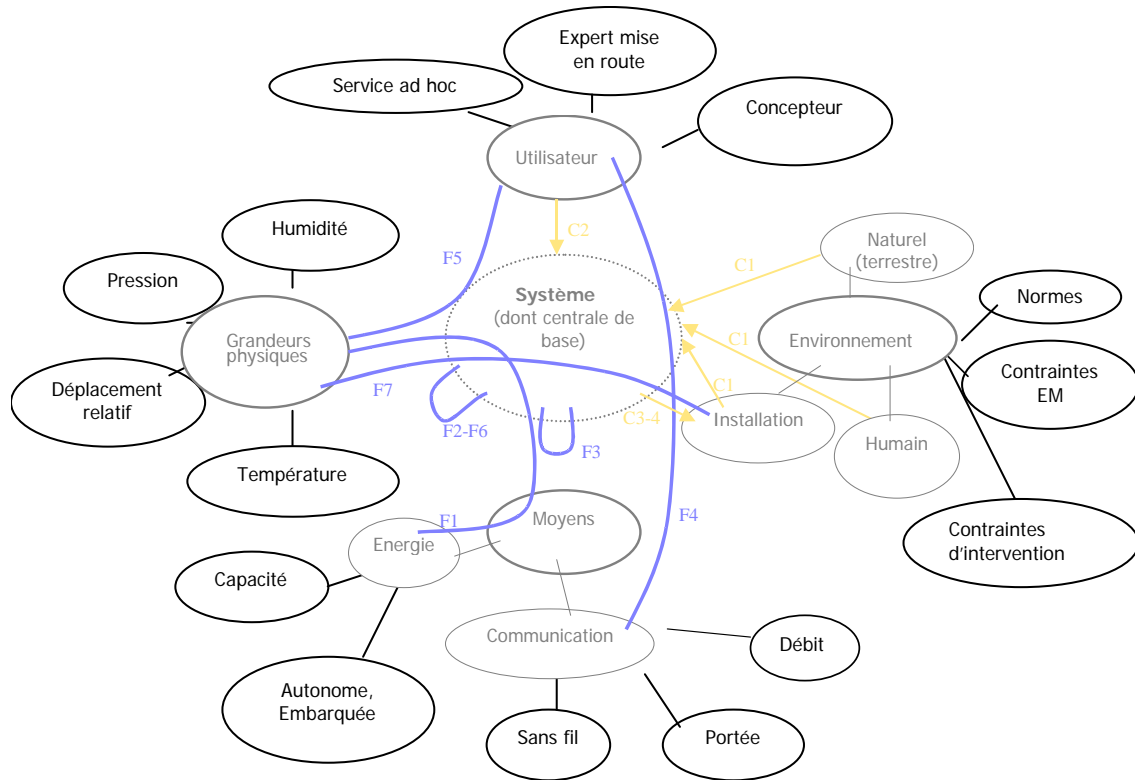 Expert mise
en route
Service ad hoc
Concepteur
Utilisateur
Humidité
C2
Naturel
(terrestre)
F5
C1
Pression
Système
(dont centrale de
base)
Normes
Grandeurs
physiques
C1
Environnement
Déplacement
relatif
F7
C1
Contraintes
EM
C3-4
Installation
F2-F6
F3
Humain
Température
F1
Moyens
F4
Energie
Contraintes
d'intervention
Capacité
Communication
Débit
Autonome,
Embarquée
Sans fil
Portée